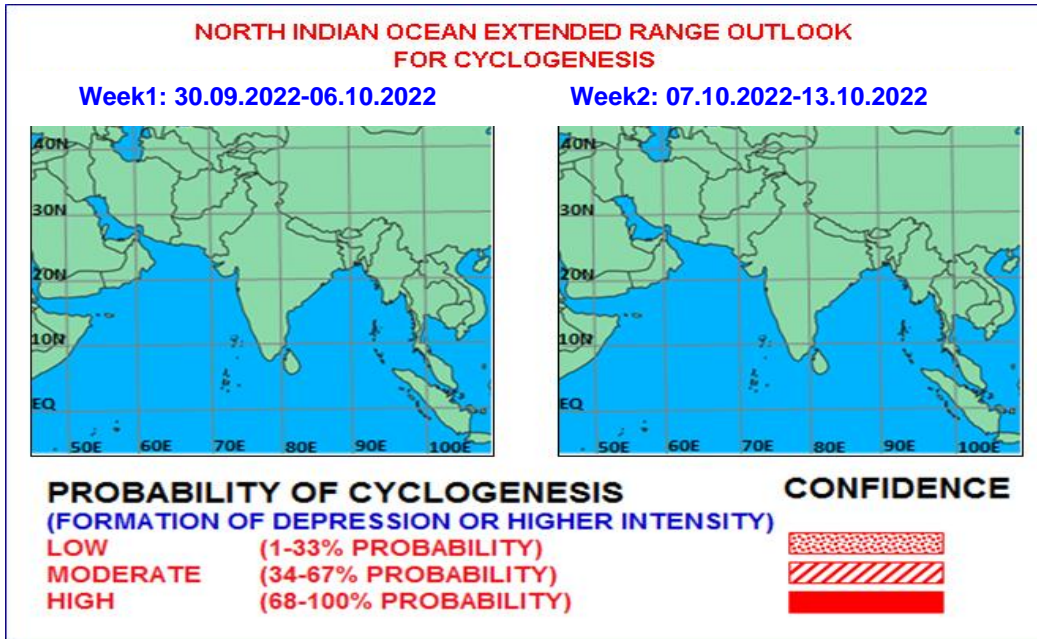 NORTH INDIAN OCEAN EXTENDED RANGE OUTLOOK
FOR CYCLOGENESIS
Week1: 30.09.2022-06.10.2022
Week2: 07.10.2022-13.10.2022
40N
30N
20N
10N
EQ
50E 60E 70E 80E 90E 100E
40N
30N
20N
10N
EQ
50E 60E 70E 80E 90E 100E
PROBABILITY OF CYCLOGENESIS
CONFIDENCE
(FORMATION OF DEPRESSION OR HIGHER INTENSITY)
LOW (1-33% PROBABILITY)
MODERATE (34-67% PROBABILITY)
HIGH (68-100% PROBABILITY)